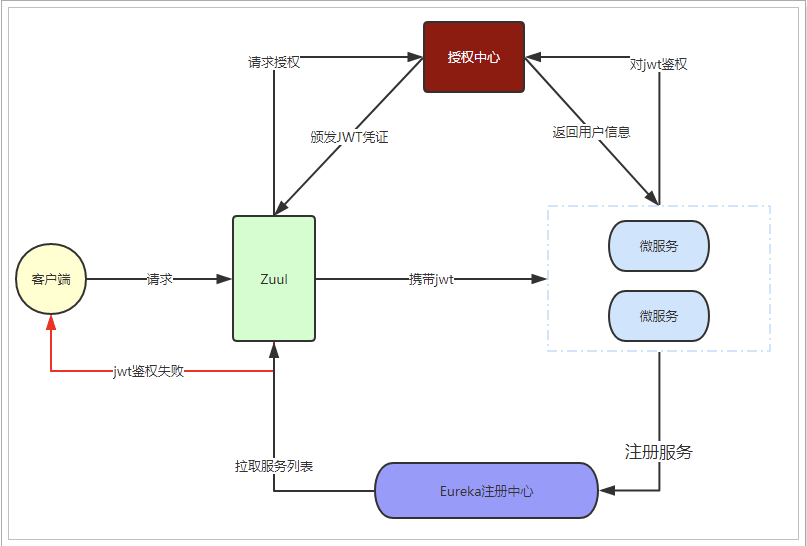 授权中心
请求授权
对jwt鉴权
颁发JWT凭证
返回用户信息
微服务
客户端
请求
Zuul
携带jwt
微服务
jwt鉴权失败
注册服务
拉取服务列表
Eureka注册中心